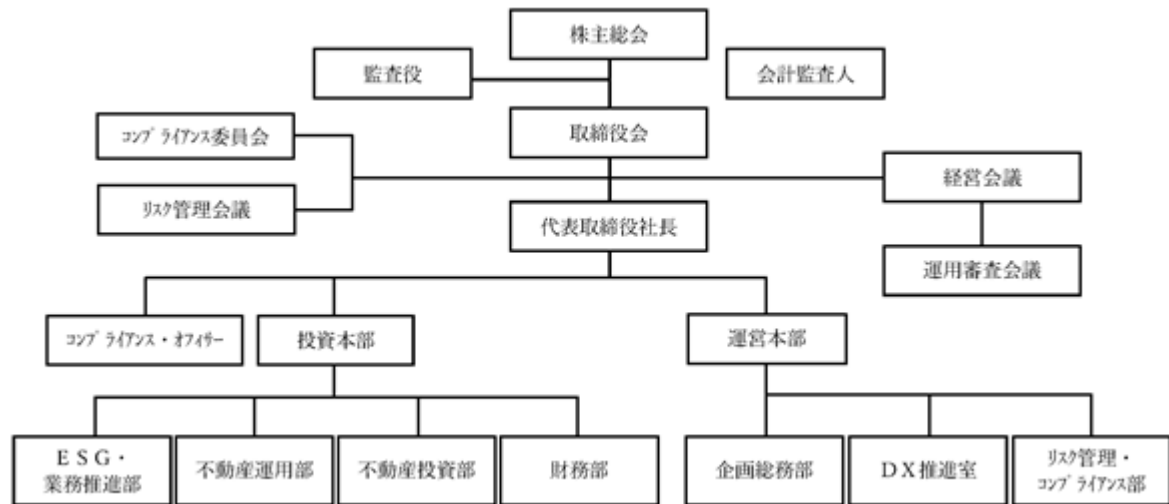 株主総会
監査役
会計監査人
取締役会
コンプライアンス委員会
経営会議
リスク管理会議
代表取締役社長
運用審査会議
コンプライアンス・オフィサー
投資本部
運営本部
ESG・
業務推進部
不動産運用部
不動産投資部
財務部
企画総務部
DX推進室
リスク管理・
コンプライアンス部